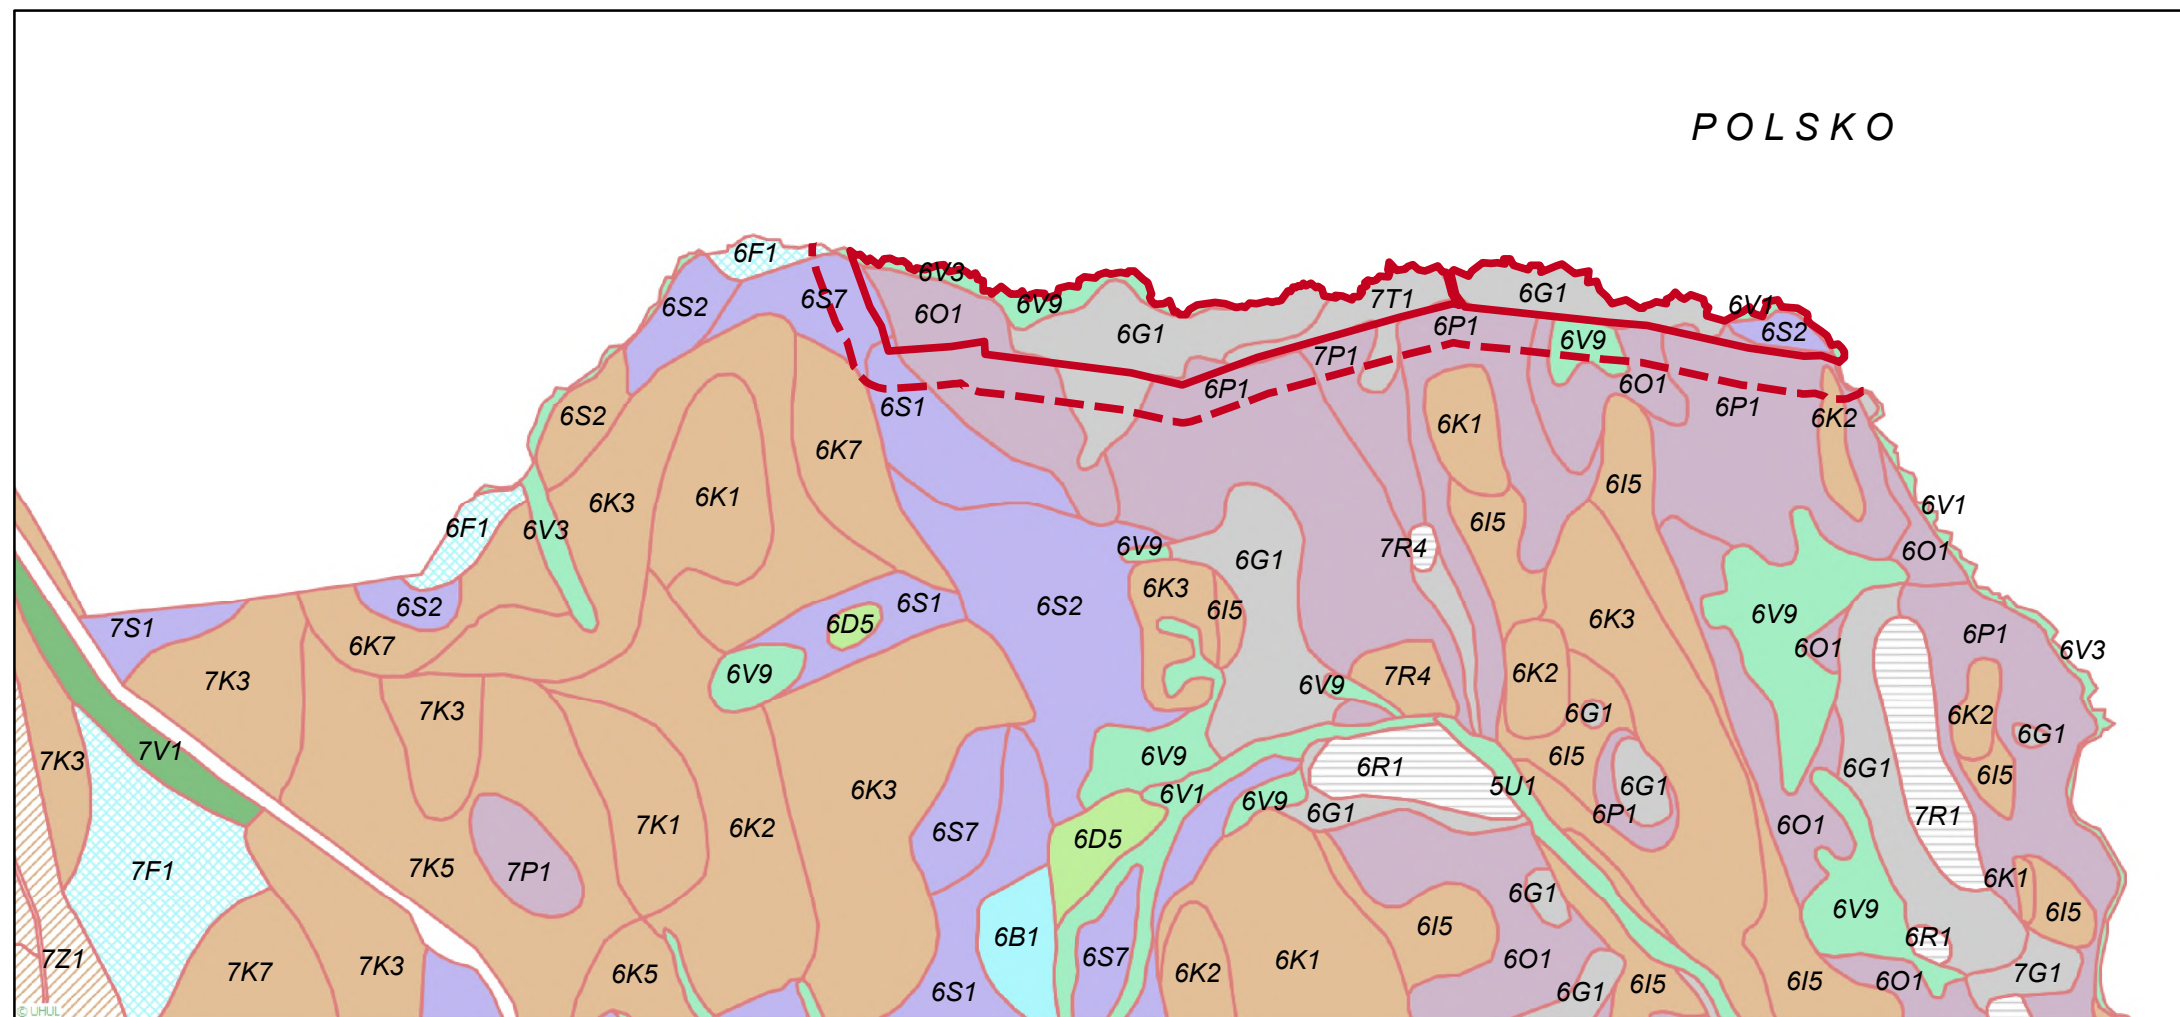 POLSKO
6F1
6V3
6S2
6S7
6O1
6V9
6G1
7T1
6G1
6V1
6P1
6S2
6V9
7P1
6P1
6O1
6S2
6S1
6P1
6K2
6K7
6K1
6K3
6K1
6I5
6F1
6V3
6I5
6V1
6V9
6G1
7R4
6O1
6K3
6D5
6S1
6S2
6I5
6S2
7S1
6K3
6V9
6K7
6O1
6P1
6V3
7K3
6V9
6V9
7R4
6K2
7K3
6G1
6K2
6G1
7V1
7K3
6V9
6R1
6I5
6G1
6I5
6K3
6V1
5U1
6G1
6V9
6G1
6P1
7R1
7K1
6K2
6S7
6D5
6O1
7F1
7K5
7P1
6G1
6K1
6B1
6I5
6V9
6I5
6R1
7Z1
7K7
7K3
6K5
6S7
6K2
6K1
6O1
7G1
6S1
6G1
6I5
6I5
6O1
© ÚHÚL